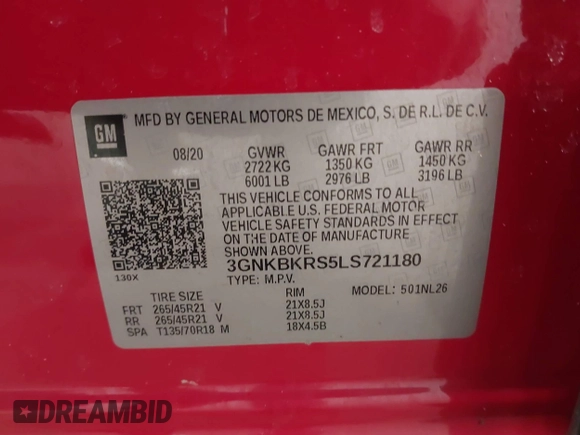 GM
MFD BY GENERAL MOTORS DE MEXICO, S. DE R.L. DE C.V.
08/20 GVWR GAWR FRT GAWR RR
2722 KG 1350 KG 1450 KG
6001 LB 2976 LB 3196 LB
THIS VEHICLE CONFORMS TO ALL
APPLICABLE U.S. FEDERAL MOTOR
VEHICLE SAFETY STANDARDS IN EFFECT
ON THE DATE OF MANUFACTURE
SHOWN ABOVE.
130X
3GNKBKRS5LS721180
TYPE: M.P.V. MODEL: 501NL26
TIRE SIZE RIM
FRT 265/45R21 V 21X8.5J
RR 265/45R21 V 21X8.5J
SPA T135/70R18 M 18X4.5B
DREAMBID